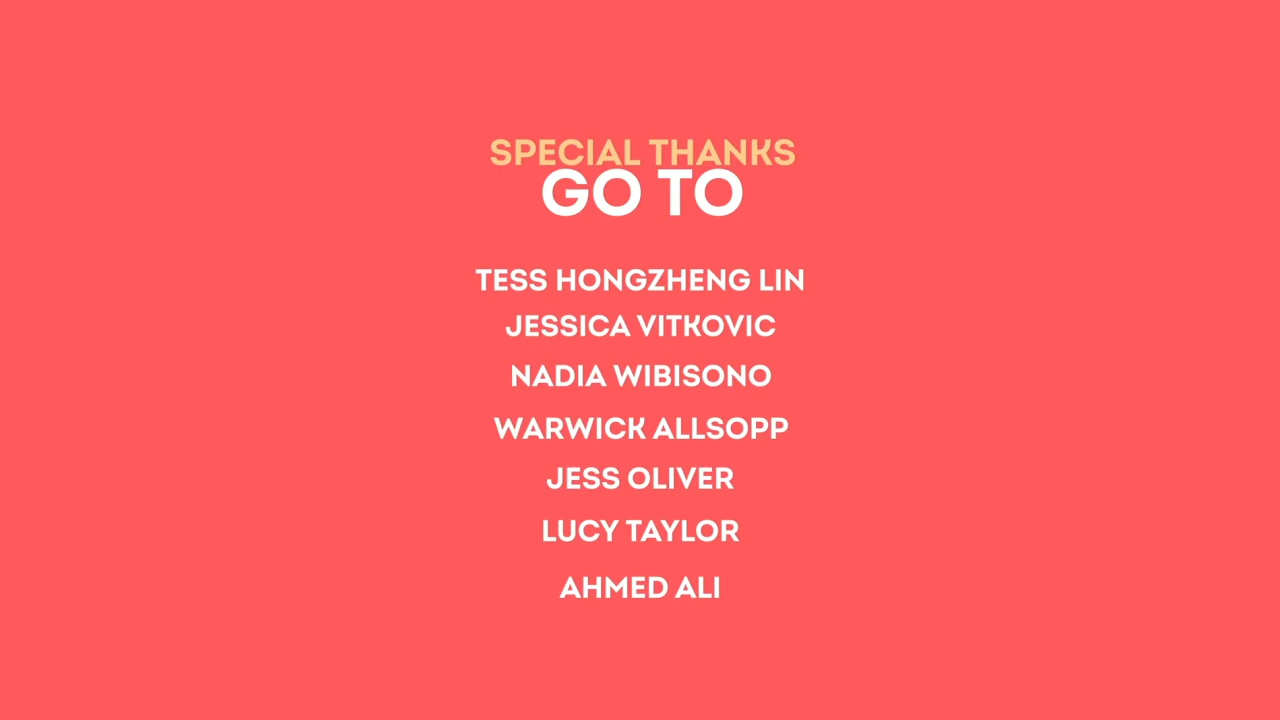 SPECIAL THANKS
GO TO
TESS HONGZHENG LIN
JESSICA VITKOVIC
NADIA WIBISONO
WARWICK ALLSOPP
JESS OLIVER
LUCY TAYLOR
AHMED ALI